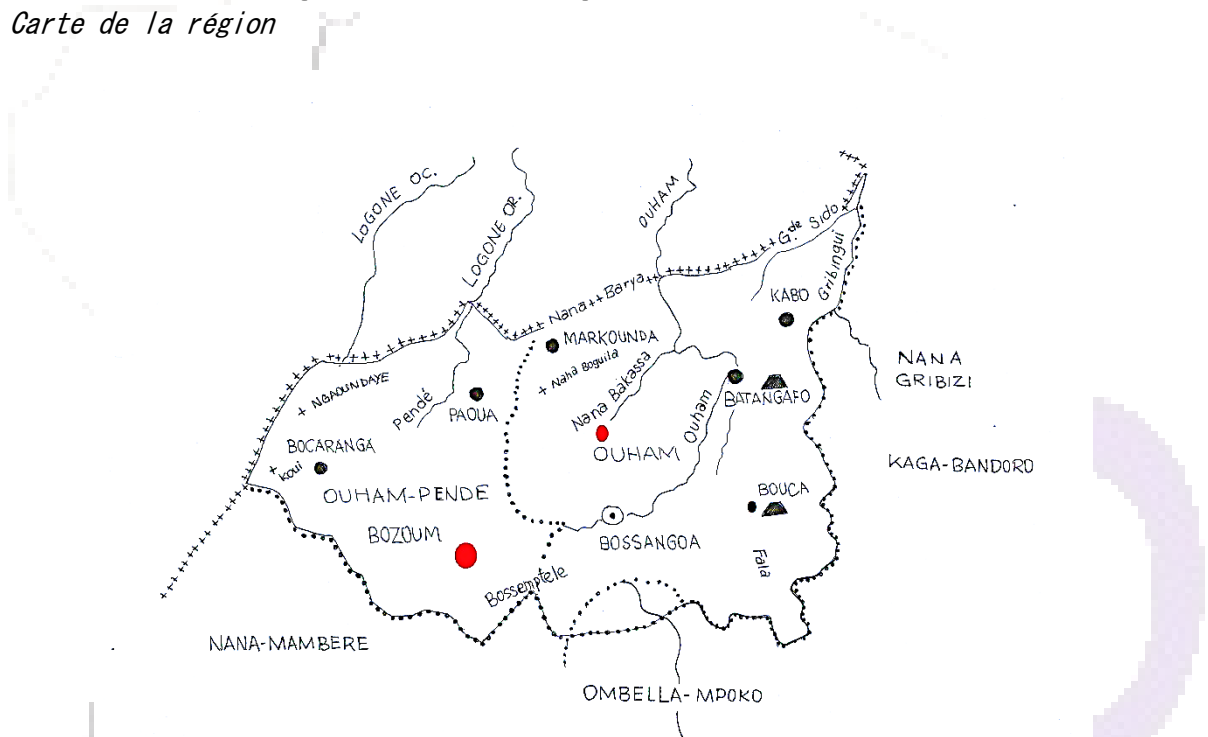 Carte de la région
LOGONE OC.
LOGONE OR.
OUHAM
Gde Sido
Nana Barya
Gribingui
KABO
MARKOUNDA
Nana Boguila
NANA
GRIBIZI
NGAOUNDAYE
Pendé
PAOUA
Nana Bakassa
BATANGAFO
Ouham
BOCARANGA
Koui
OUHAM
KAGA-BANDORO
OUHAM-PENDE
BOUCA
BOZOUM
BOSSANGOA
Fafa
Bossemptele
NANA-MAMBERE
OMBELLA-MPOKO